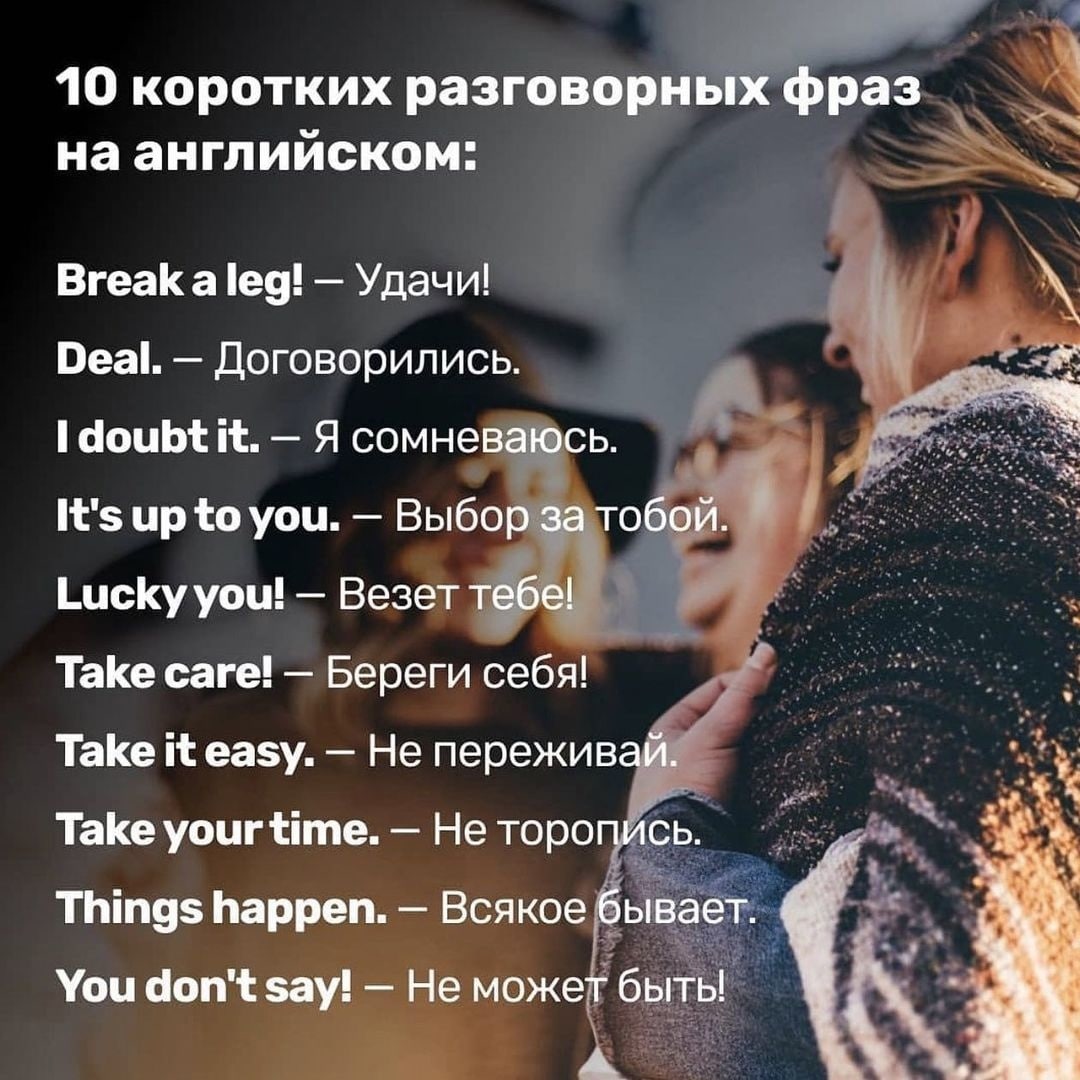 10 коротких разговорных фраз
на английском:
Break a leg! — Удачи!
Deal. — Договорились.
I doubt it. — Я сомневаюсь.
It's up to you. — Выбор за тобой.
Lucky you! — Везет тебе!
Take care! — Береги себя!
Take it easy. — Не переживай.
Take your time. — Не торопись.
Things happen. — Всякое бывает.
You don't say! — Не может быть!